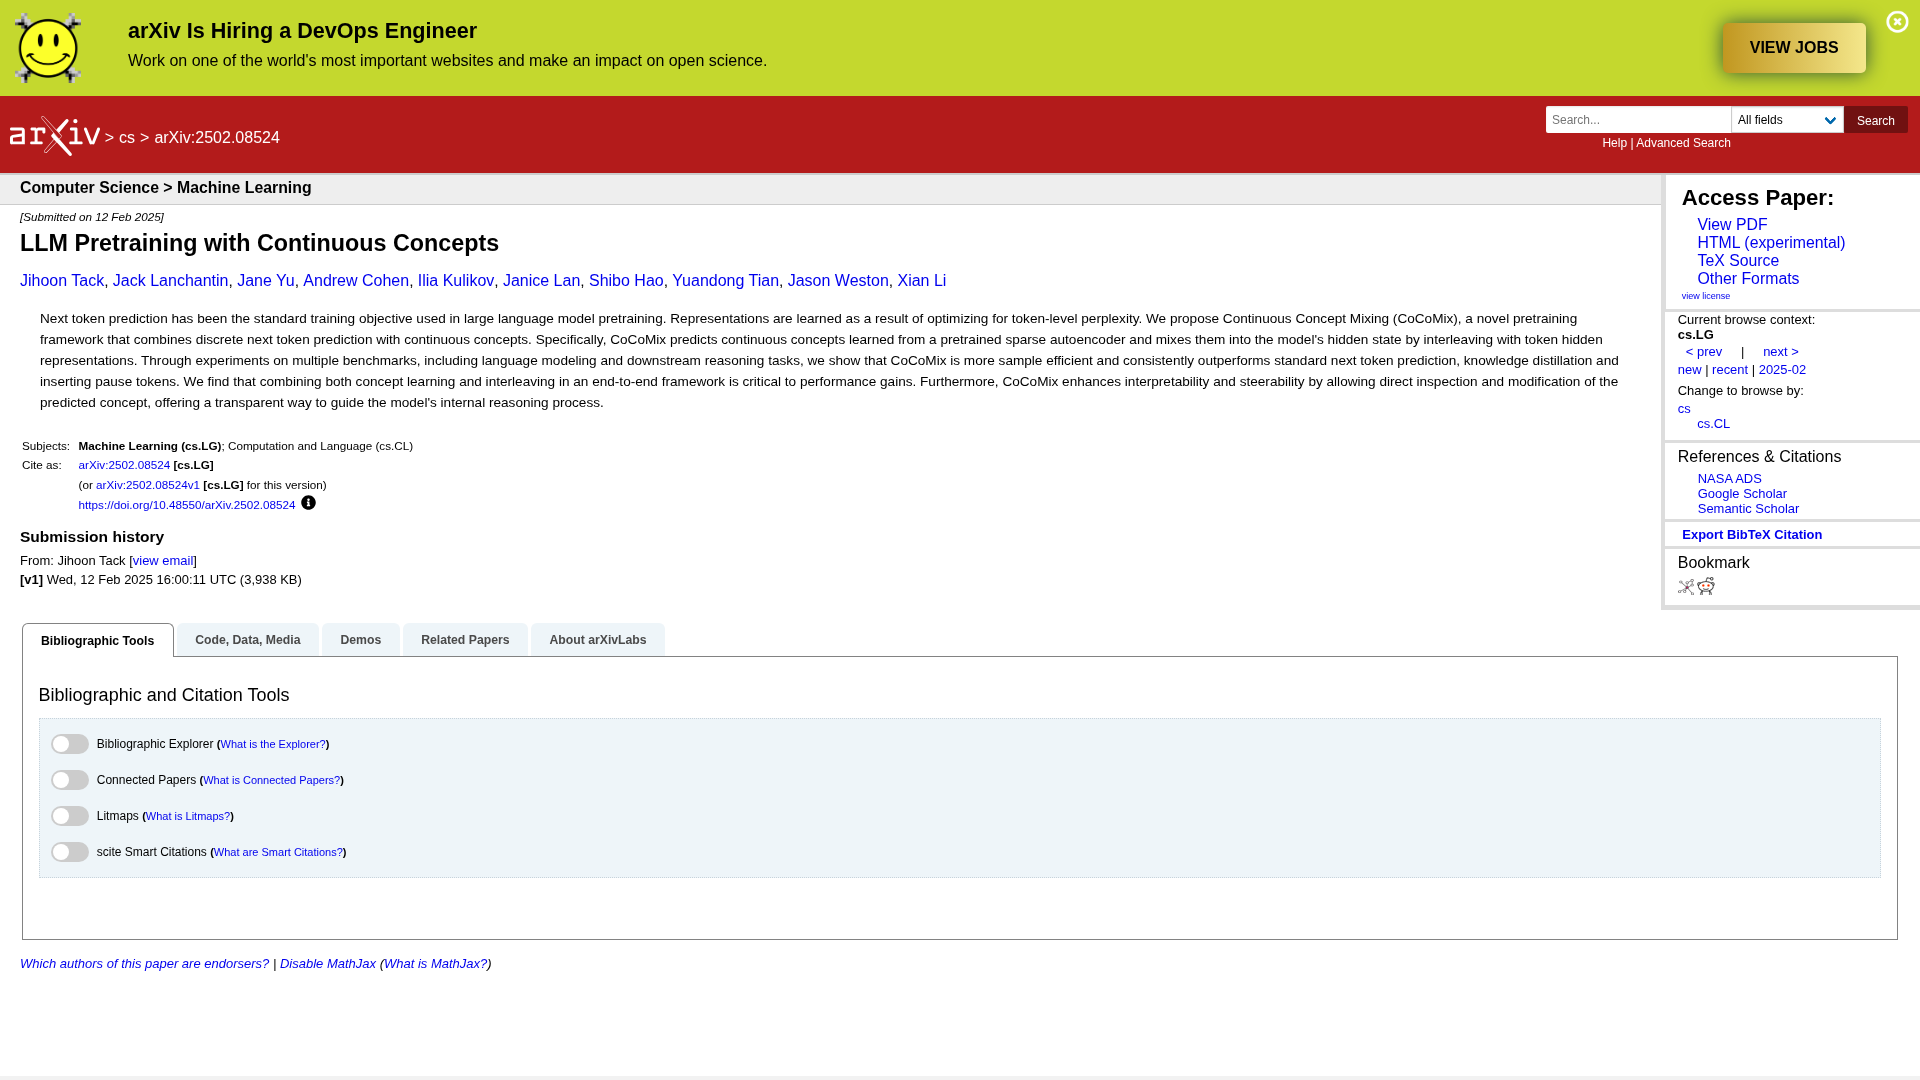 arXiv Is Hiring a DevOps Engineer
Work on one of the world's most important websites and make an impact on open science.
VIEW JOBS
arXiv > cs > arXiv:2502.08524
Search...
All fields
Search
Help | Advanced Search
Computer Science > Machine Learning
[Submitted on 12 Feb 2025]
LLM Pretraining with Continuous Concepts
Jihoon Tack, Jack Lanchantin, Jane Yu, Andrew Cohen, Ilia Kulikov, Janice Lan, Shibo Hao, Yuandong Tian, Jason Weston, Xian Li
Next token prediction has been the standard training objective used in large language model pretraining. Representations are learned as a result of optimizing for token-level perplexity. We propose Continuous Concept Mixing (CoCoMix), a novel pretraining
framework that combines discrete next token prediction with continuous concepts. Specifically, CoCoMix predicts continuous concepts learned from a pretrained sparse autoencoder and mixes them into the model's hidden state by interleaving with token hidden
representations. Through experiments on multiple benchmarks, including language modeling and downstream reasoning tasks, we show that CoCoMix is more sample efficient and consistently outperforms standard next token prediction, knowledge distillation and
inserting pause tokens. We find that combining both concept learning and interleaving in an end-to-end framework is critical to performance gains. Furthermore, CoCoMix enhances interpretability and steerability by allowing direct inspection and modification of the
predicted concept, offering a transparent way to guide the model's internal reasoning process.
Subjects: Machine Learning (cs.LG); Computation and Language (cs.CL)
Cite as: arXiv:2502.08524 [cs.LG]
(or arXiv:2502.08524v1 [cs.LG] for this version)
https://doi.org/10.48550/arXiv.2502.08524
Submission history
From: Jihoon Tack [view email]
[v1] Wed, 12 Feb 2025 16:00:11 UTC (3,938 KB)
Access Paper:
View PDF
HTML (experimental)
TeX Source
Other Formats
view license
Current browse context:
cs.LG
< prev | next >
new | recent | 2025-02
Change to browse by:
cs
cs.CL
References & Citations
NASA ADS
Google Scholar
Semantic Scholar
Export BibTeX Citation
Bookmark
Bibliographic Tools
Code, Data, Media
Demos
Related Papers
About arXivLabs
Bibliographic and Citation Tools
Bibliographic Explorer (What is the Explorer?)
Connected Papers (What is Connected Papers?)
Litmaps (What is Litmaps?)
scite Smart Citations (What are Smart Citations?)
Which authors of this paper are endorsers? | Disable MathJax (What is MathJax?)